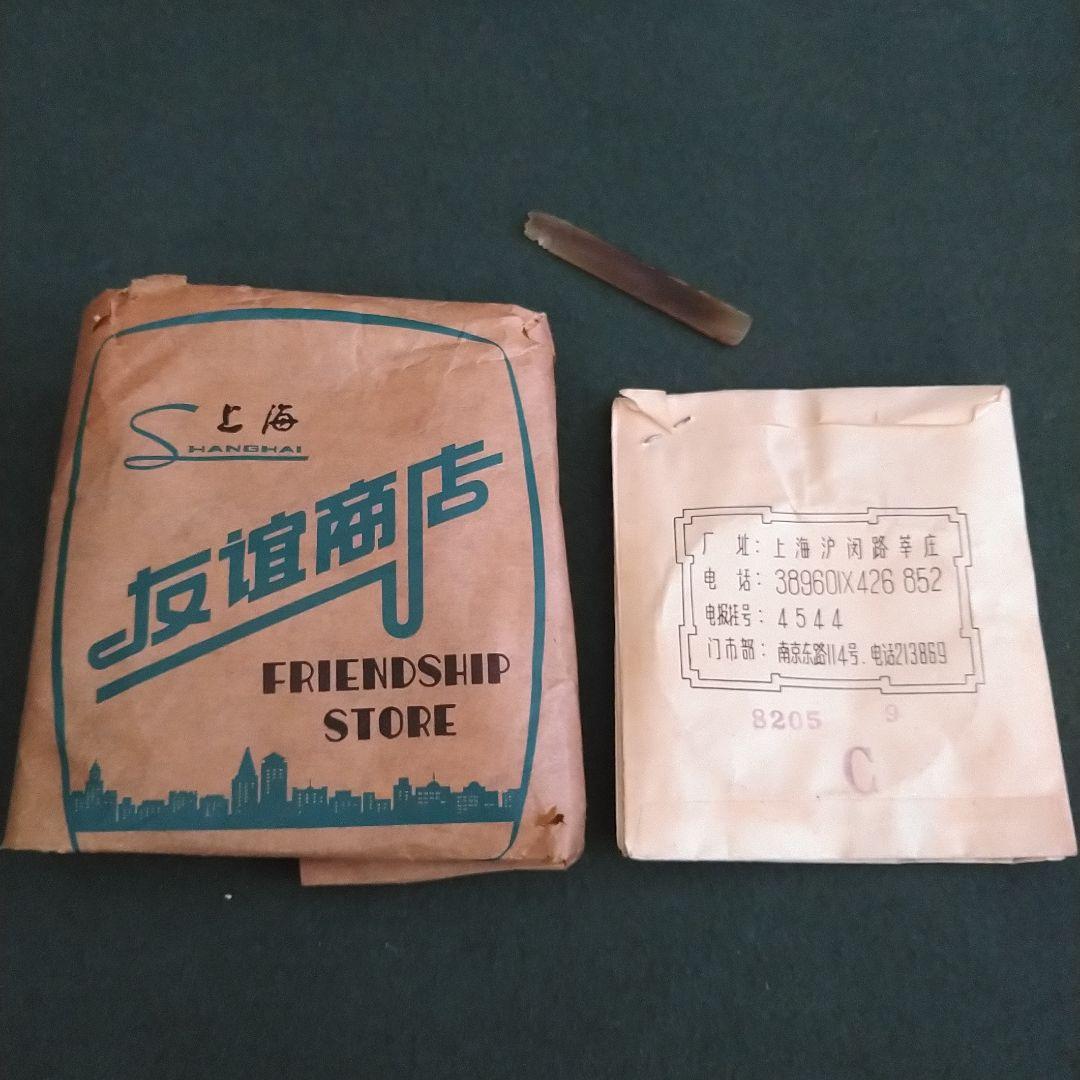 上海
SHANGHAI
友谊商店
FRIENDSHIP
STORE
厂 址：上海沪闵路莘庄
电 话：389601X426 852
电报挂号：4544
门市部：南京东路114号.电话213869
8205 9
C